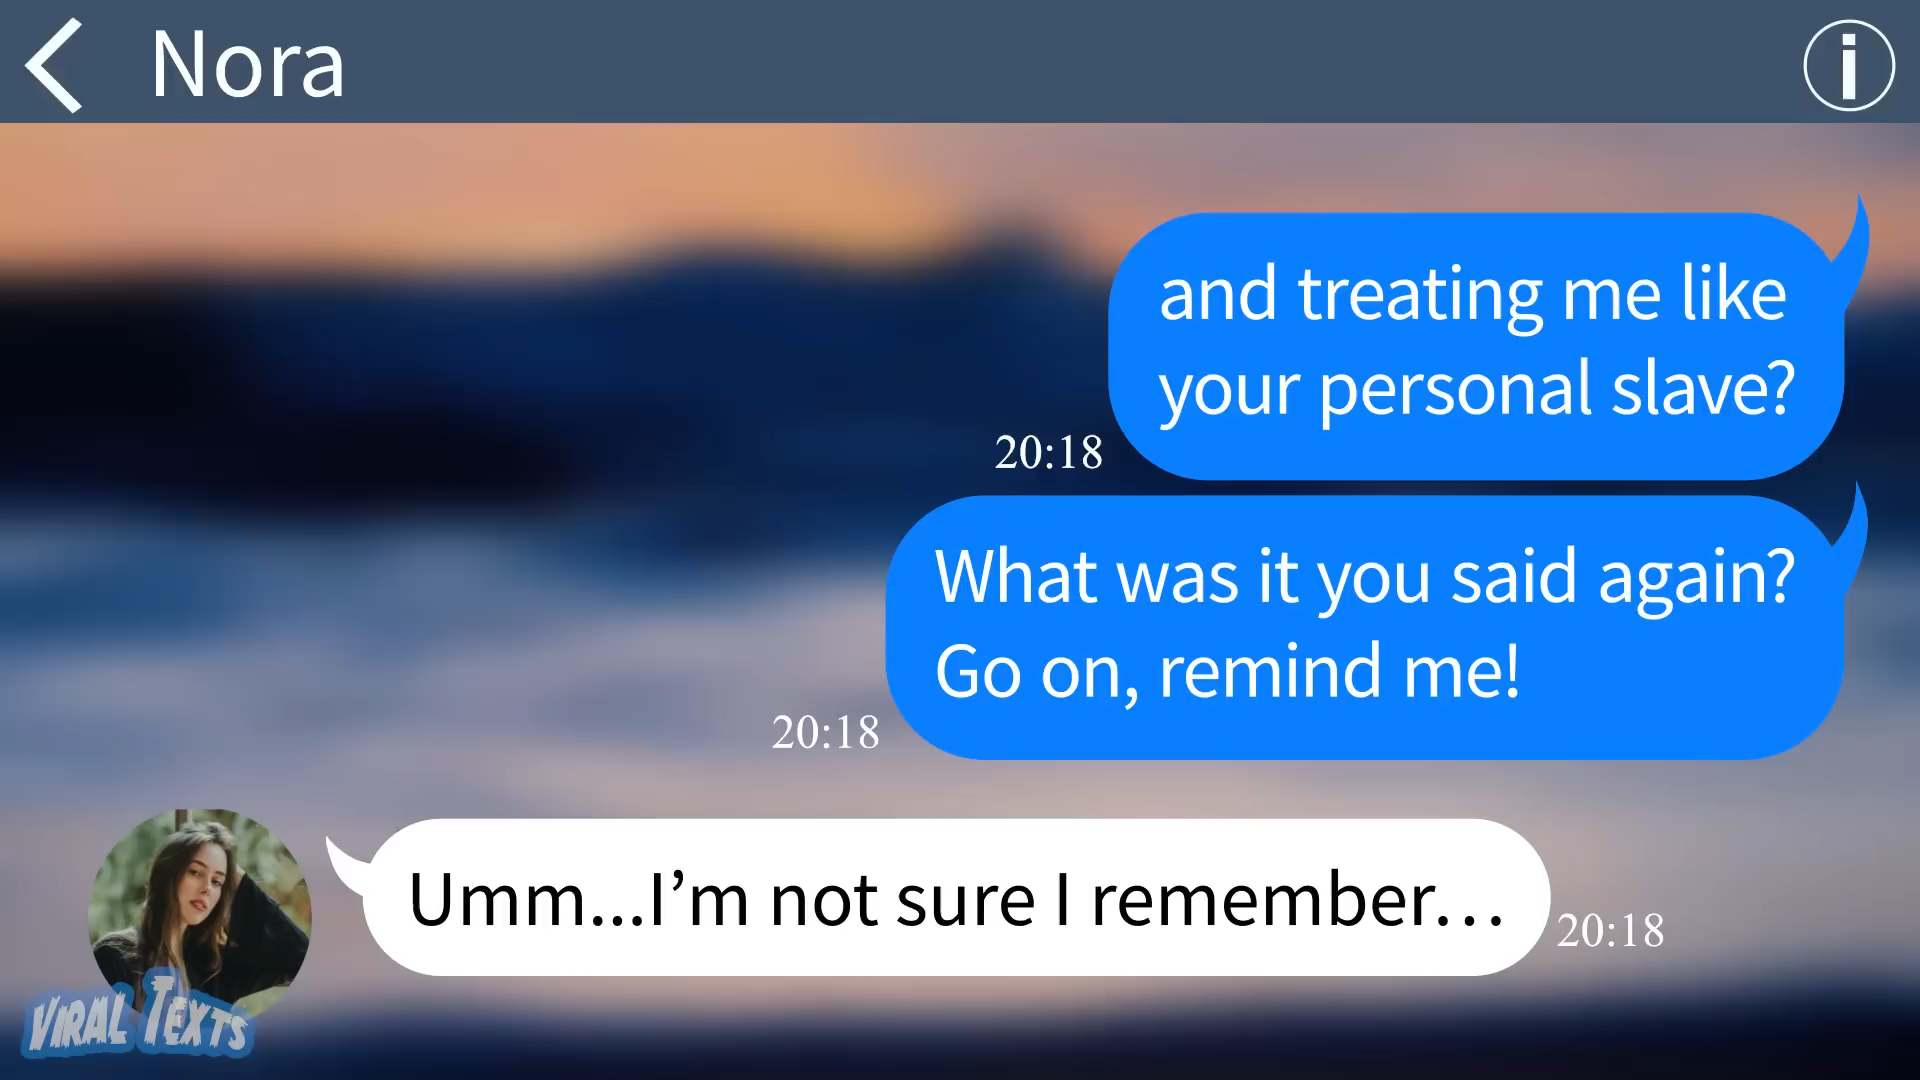 Nora
and treating me like
your personal slave?
20:18
What was it you said again?
Go on, remind me!
20:18
Umm...I’m not sure I remember…
20:18
VIRAL TEXTS